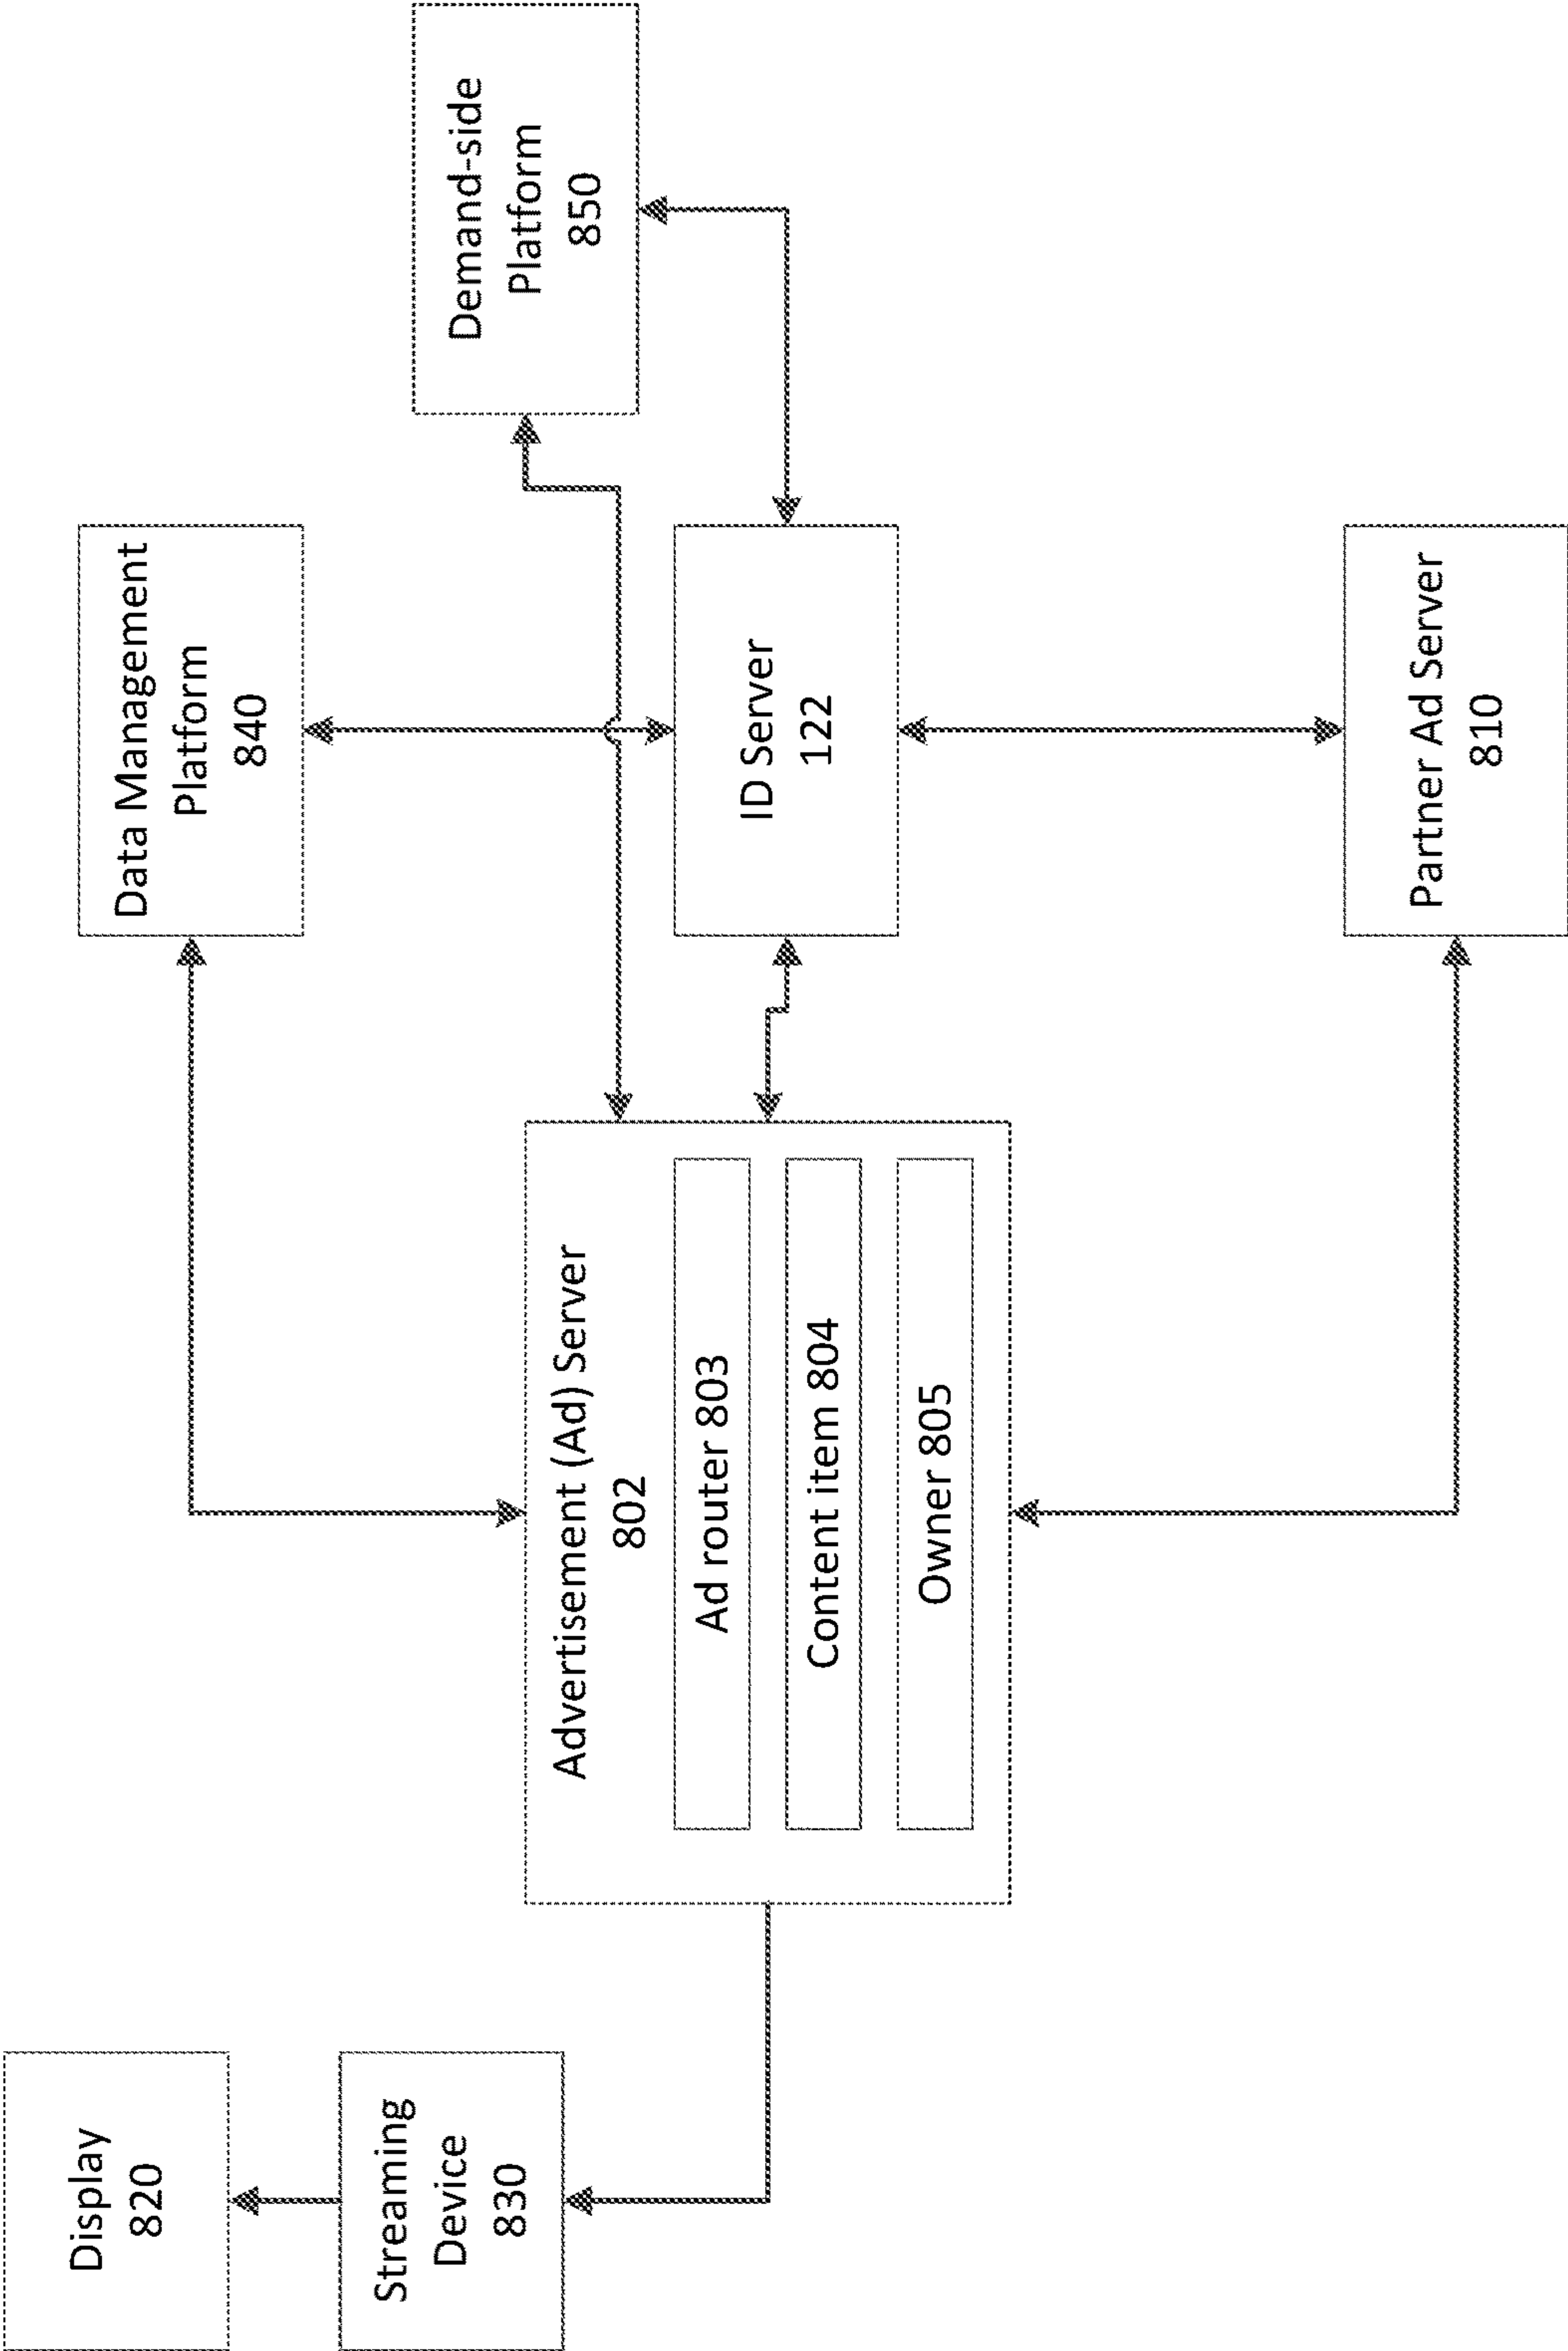 Display
820
Streaming
Device
830
Advertisement (Ad) Server
802
Ad router 803
Content item 804
Owner 805
Data Management
Platform
840
ID Server
122
Partner Ad Server
810
Demand-side
Platform
850